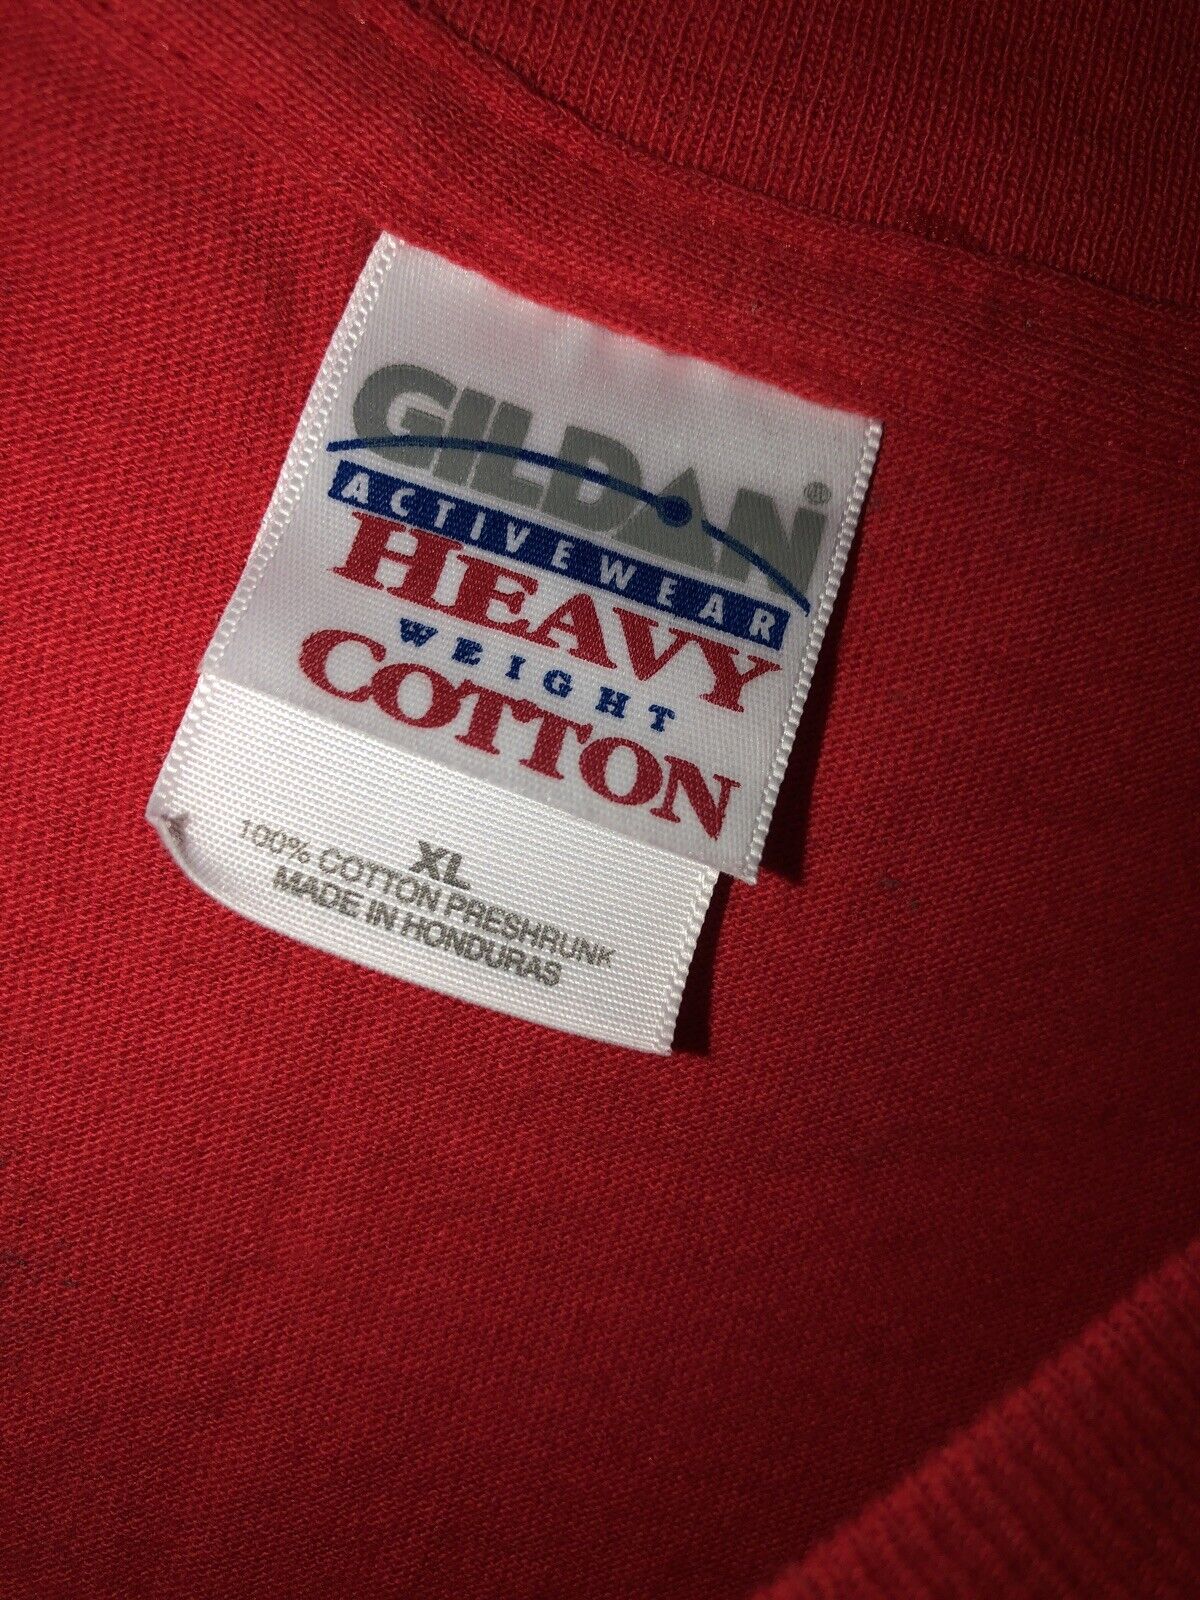 GILDAN®
ACTIVEWEAR
HEAVY
WEIGHT
COTTON
XL
100% COTTON PRESHRUNK
MADE IN HONDURAS